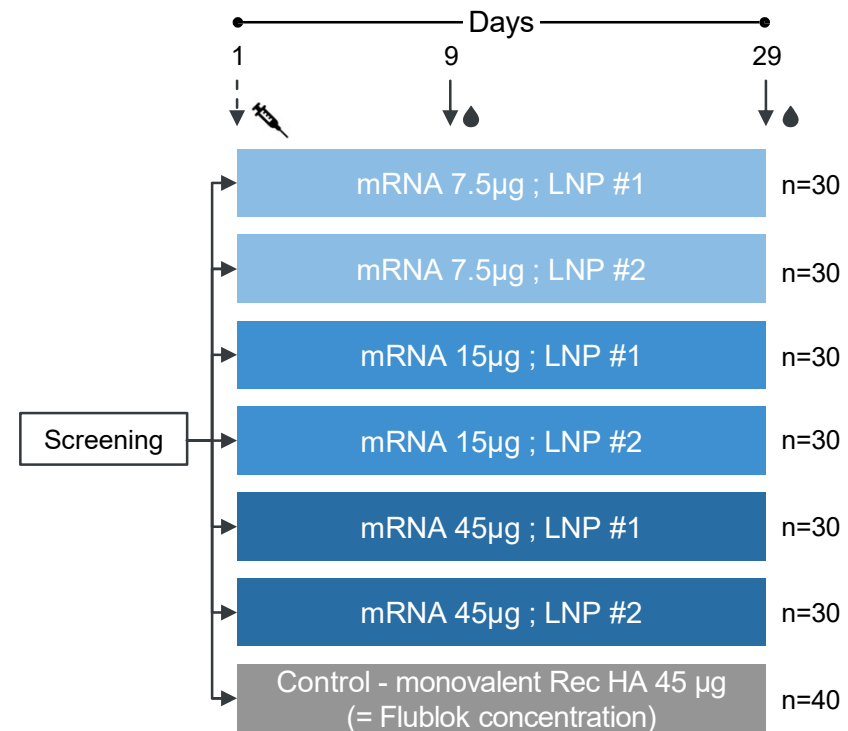 Days
1 9 29
mRNA 7.5µg ; LNP #1 n=30
mRNA 7.5µg ; LNP #2 n=30
mRNA 15µg ; LNP #1 n=30
Screening mRNA 15µg ; LNP #2 n=30
mRNA 45µg ; LNP #1 n=30
mRNA 45µg ; LNP #2 n=30
Control - monovalent Rec HA 45 µg
(= Flublok concentration) n=40